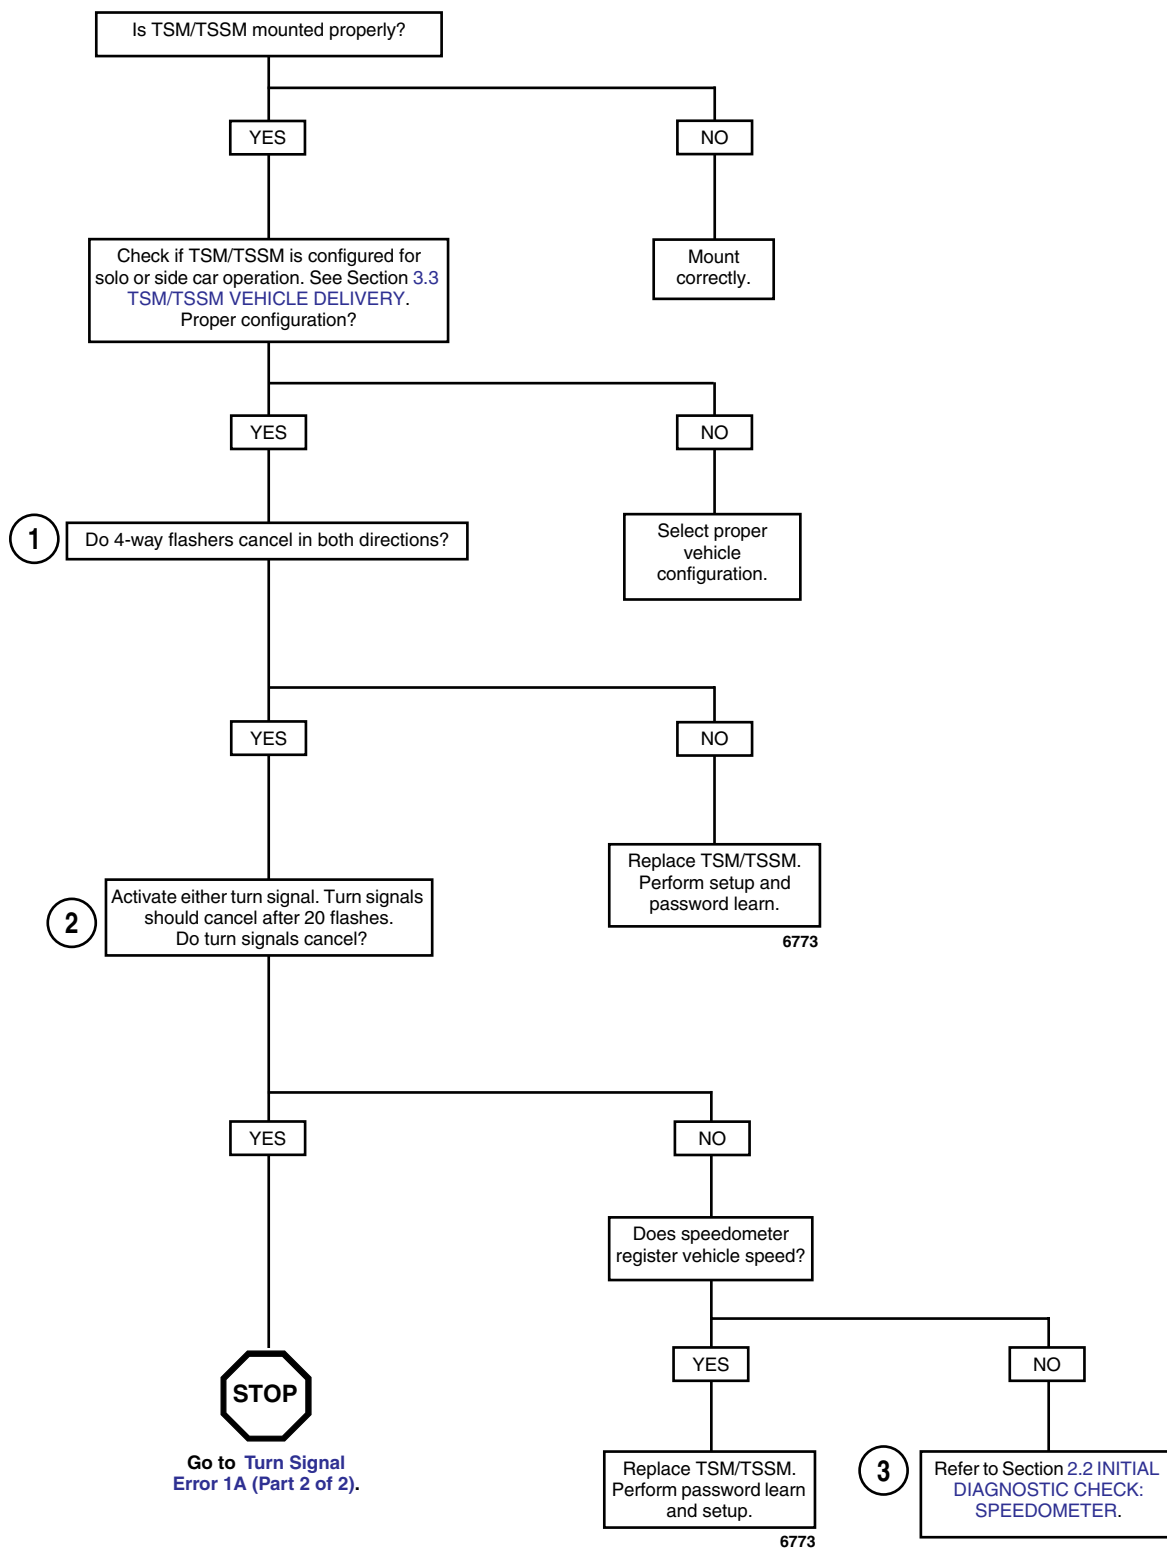 Is TSM/TSSM mounted properly?
YES
NO
Check if TSM/TSSM is configured for
solo or side car operation. See Section 3.3
TSM/TSSM VEHICLE DELIVERY.
Proper configuration?
Mount
correctly.
YES
NO
1
Do 4-way flashers cancel in both directions?
Select proper
vehicle
configuration.
YES
NO
2
Activate either turn signal. Turn signals
should cancel after 20 flashes.
Do turn signals cancel?
Replace TSM/TSSM.
Perform setup and
password learn.
6773
YES
NO
Does speedometer
register vehicle speed?
YES
NO
STOP
Go to Turn Signal
Error 1A (Part 2 of 2).
Replace TSM/TSSM.
Perform password learn
and setup.
6773
3
Refer to Section 2.2 INITIAL
DIAGNOSTIC CHECK:
SPEEDOMETER.